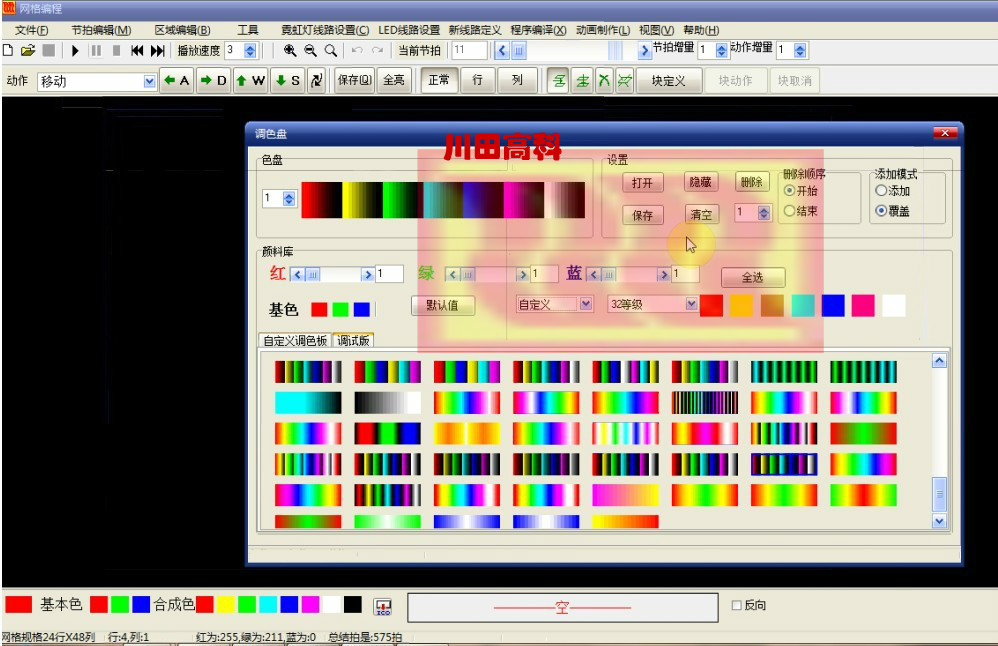 网格编程
文件(F) 节拍编辑(M) 区域编辑(B) 工具 霓虹灯线路设置(C) LED线路设置 新线路定义 程序编译(X) 动画制作(L) 视图(V) 帮助(H)
播放速度 3 当前节拍 11 节拍增量 1 动作增量 1
动作 移动 A D W S 保存(Q) 全亮 正常 行 列 块定义 块动作 块取消
调色盘
川田高科
色盘 设置 删除顺序 添加模式
1 打开 隐藏 删除 开始 添加
保存 清空 1 结束 覆盖
颜料库
红 1 绿 1 蓝 1 全选
基色 默认值 自定义 32等级
自定义调色板 调试版
基本色 合成色 ICO 空 反向
网格规格24行X48列 行:4,列:1 红为:255,绿为:211,蓝为:0 总结拍是:575拍